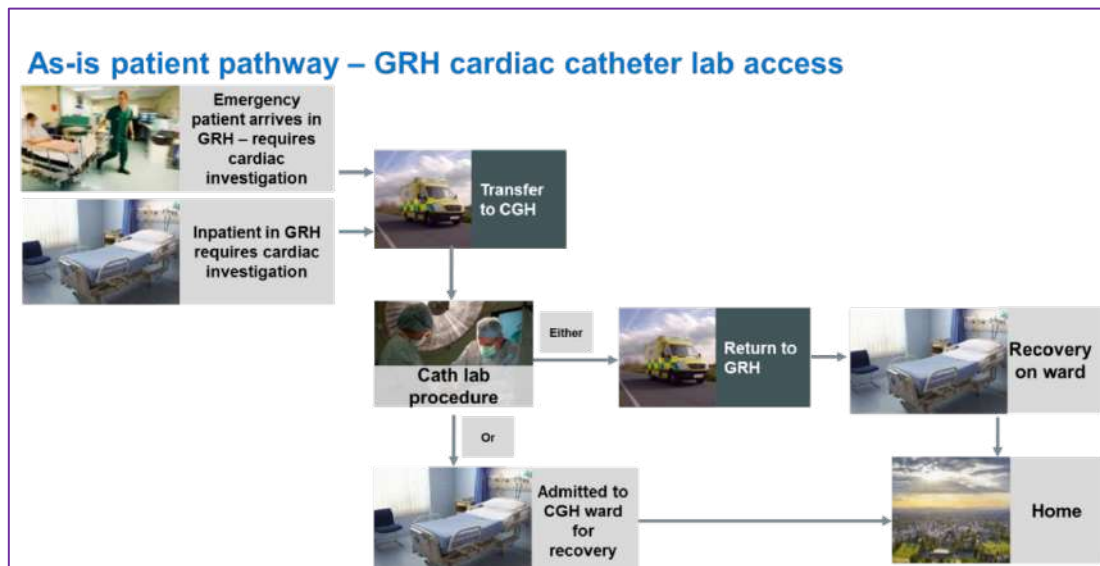 As-is patient pathway – GRH cardiac catheter lab access
Emergency
patient arrives in
GRH – requires
cardiac
investigation
Inpatient in GRH
requires cardiac
investigation
Transfer
to CGH
Cath lab
procedure
Either
Return to
GRH
Recovery
on ward
Or
Admitted to
CGH ward
for
recovery
Home